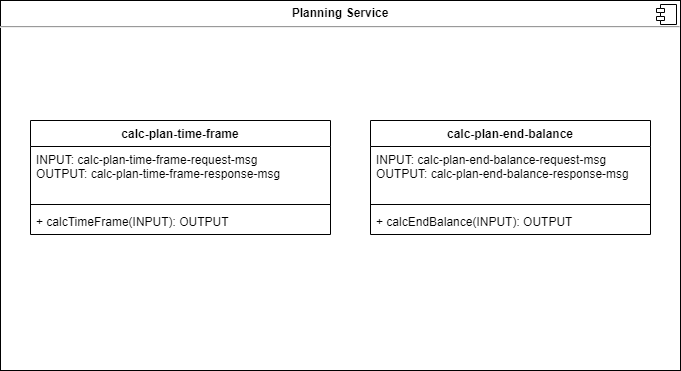 Planning Service
calc-plan-time-frame
INPUT: calc-plan-time-frame-request-msg
OUTPUT: calc-plan-time-frame-response-msg
+ calcTimeFrame(INPUT): OUTPUT
calc-plan-end-balance
INPUT: calc-plan-end-balance-request-msg
OUTPUT: calc-plan-end-balance-response-msg
+ calcEndBalance(INPUT): OUTPUT